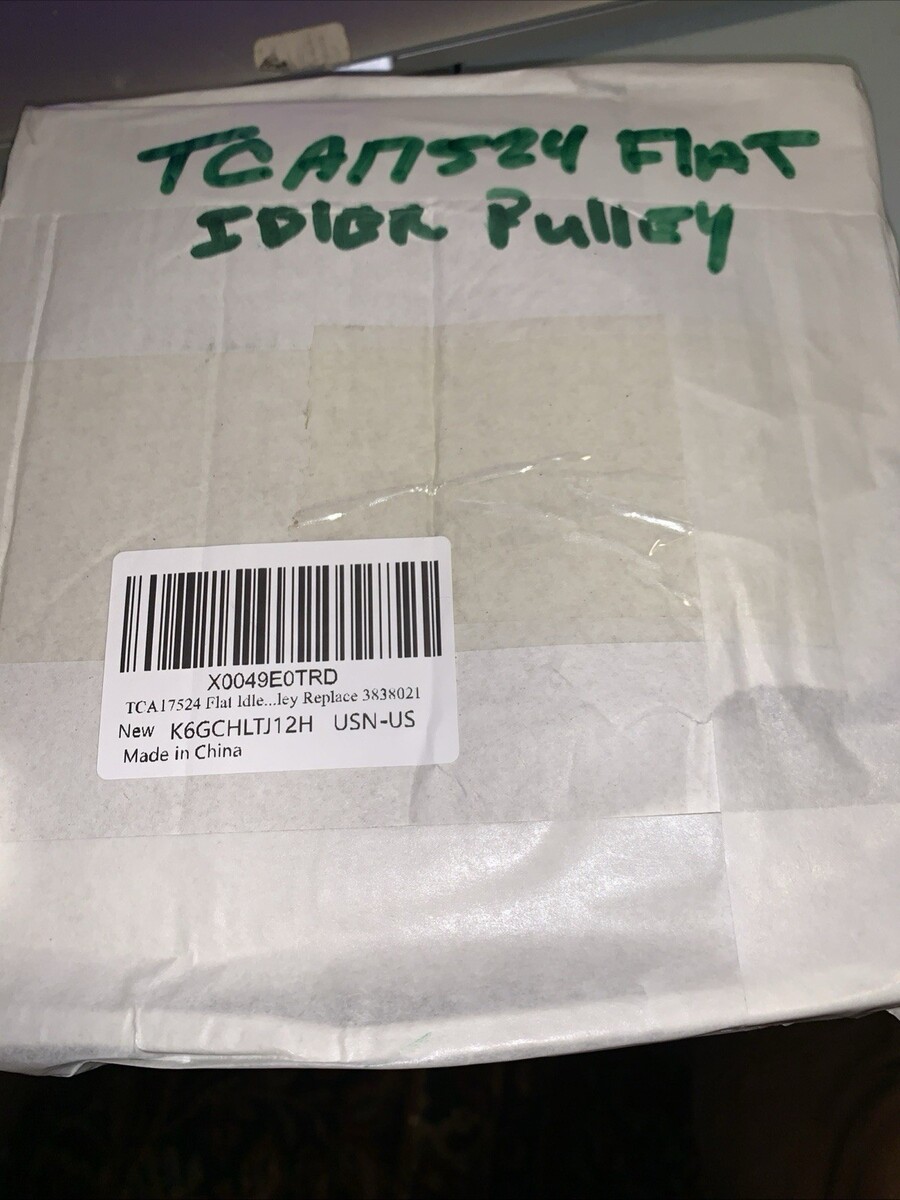 TCA17524 FlAT
IDlER PullEY
X0049E0TRD
TCA17524 Flat Idle...ley Replace 3838021
New K6GCHLTJ12H USN-US
Made in China